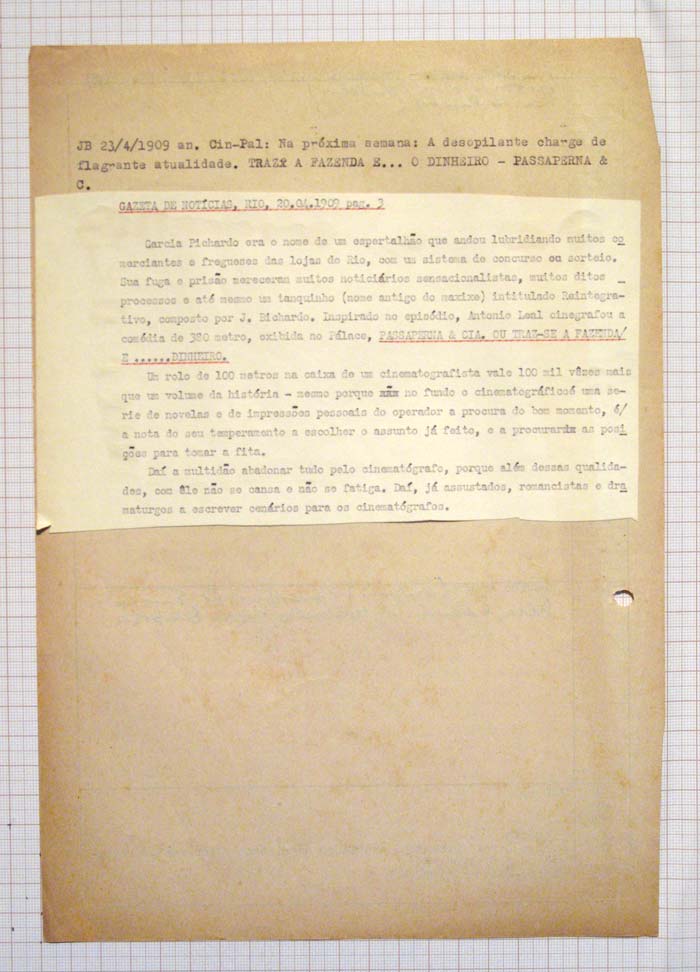 JB 23/4/1909 an. Cin-Pal: Na próxima semana: A desopilante charge de
flagrante atualidade. TRAZi A FAZENDA E... O DINHEIRO - PASSAPERNA &
C.
GAZETA DE NOTÍCIAS, RIO, 20.04.1909 pag. 3
Garcia Pichardo era o nome de um espertalhão que andou lubridiando muitos co
merciantes e fregueses das lojas do Rio, com um sistema de concurso ou sorteio.
Sua fuga e prisão mereceram muitos noticiários sensacionalistas, muitos ditos _
processos e até mesmo um tanquinho (nome antigo do maxixe) intitulado Reintegra-
tivo, composto por J. Bichardo. Inspirado no episódio, Antonio Leal cinegrafou a
comédia de 380 metro, exibida no Pálace, PASSAPERNA & CIA. OU TRAZ-SE A FAZENDA/
E ......DINHEIRO.
Um rolo de 100 metros na caixa de um cinematografista vale 100 mil vêzes mais
que um volume da histéria - mesmo porque no fundo o cinematográficoé uma se-
rie de novelas e de impressões pessoais do operador a procura do bom momento, é/
a nota do seu temperamento a escolher o assunto já feito, e a procurar as posi
ções para tomar a fita.
Daí a multidão abadonar tudo pelo cinematógrafo, porque além dessas qualida-
des, com êle não se cansa e não se fatiga. Daí, já assustados, romancistas e dra
maturgos a escrever cenários para os cinematógrafos.